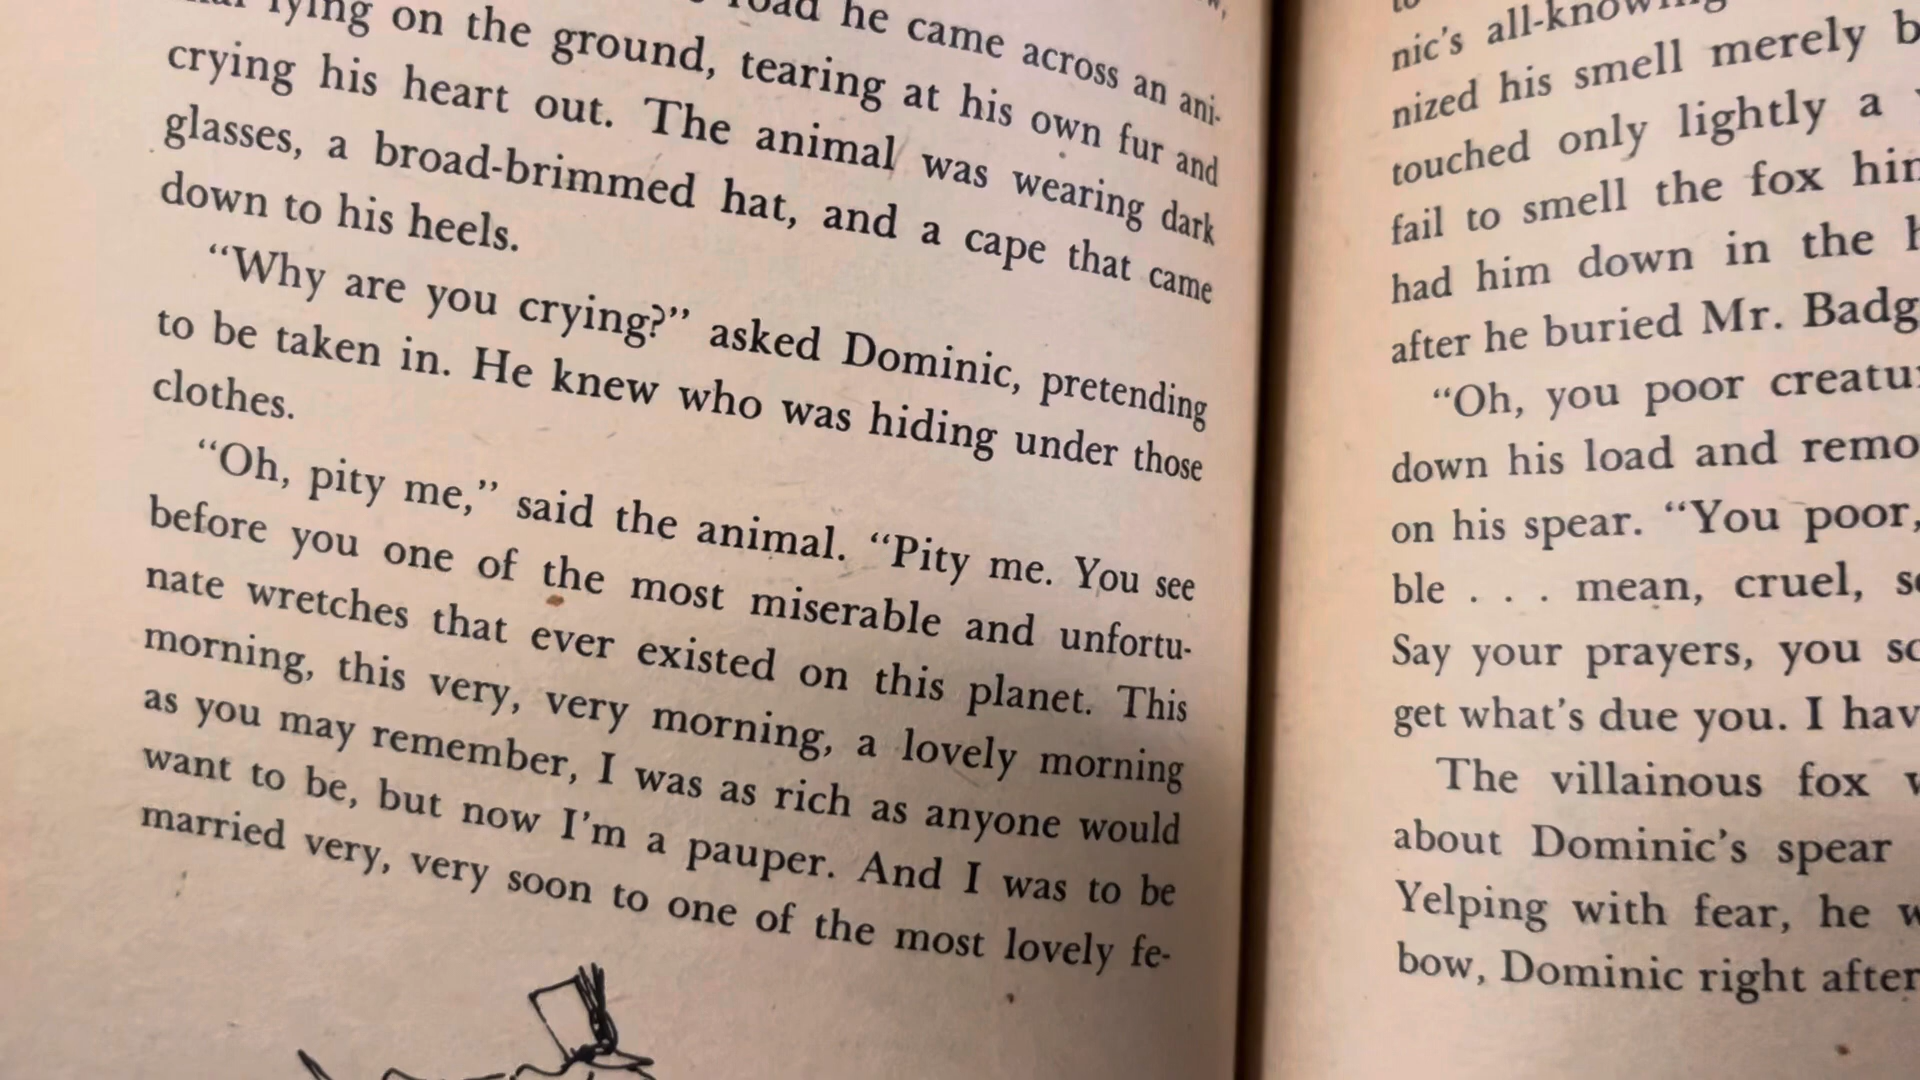 lying on the ground, tearing at his own fur and
road he came across an ani-
crying his heart out. The animal was wearing dark
glasses, a broad-brimmed hat, and a cape that came
down to his heels.
“Why are you crying?” asked Dominic, pretending
to be taken in. He knew who was hiding under those
clothes.
“Oh, pity me,” said the animal. “Pity me. You see
before you one of the most miserable and unfortu-
nate wretches that ever existed on this planet. This
morning, this very, very morning, a lovely morning
as you may remember, I was as rich as anyone would
want to be, but now I’m a pauper. And I was to be
married very, very soon to one of the most lovely fe-
nic’s all-knowing
nized his smell merely
touched only lightly a
fail to smell the fox
had him down in the
after he buried Mr.
“Oh, you poor
down his load and
on his spear. “You poor,
ble . . . mean, cruel,
Say your prayers, you
get what’s due you. I
The villainous fox
about Dominic’s spear
Yelping with fear, he
bow, Dominic right after